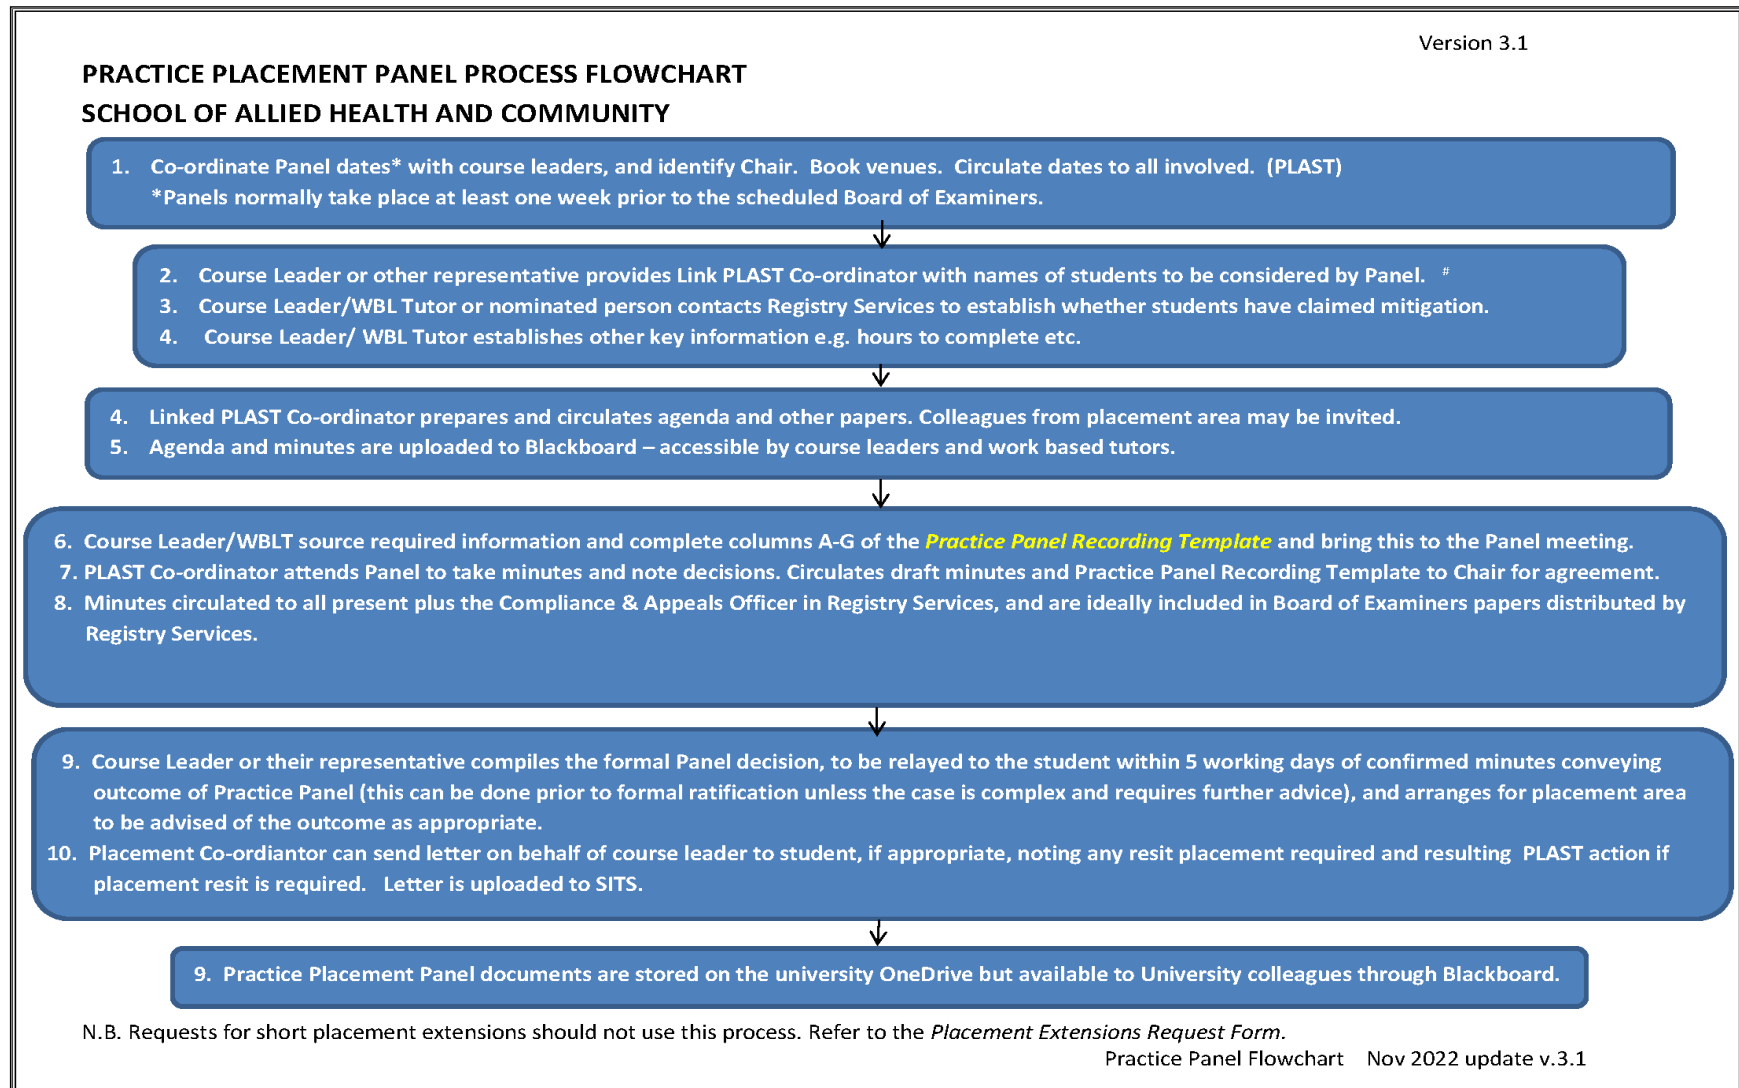 Version 3.1
PRACTICE PLACEMENT PANEL PROCESS FLOWCHART
SCHOOL OF ALLIED HEALTH AND COMMUNITY
1. Co-ordinate Panel dates* with course leaders, and identify Chair. Book venues. Circulate dates to all involved. (PLAST)
*Panels normally take place at least one week prior to the scheduled Board of Examiners.
2. Course Leader or other representative provides Link PLAST Co-ordinator with names of students to be considered by Panel. #
3. Course Leader/WBL Tutor or nominated person contacts Registry Services to establish whether students have claimed mitigation.
4. Course Leader/ WBL Tutor establishes other key information e.g. hours to complete etc.
4. Linked PLAST Co-ordinator prepares and circulates agenda and other papers. Colleagues from placement area may be invited.
5. Agenda and minutes are uploaded to Blackboard – accessible by course leaders and work based tutors.
6. Course Leader/WBLT source required information and complete columns A-G of the Practice Panel Recording Template and bring this to the Panel meeting.
7. PLAST Co-ordinator attends Panel to take minutes and note decisions. Circulates draft minutes and Practice Panel Recording Template to Chair for agreement.
8. Minutes circulated to all present plus the Compliance & Appeals Officer in Registry Services, and are ideally included in Board of Examiners papers distributed by
Registry Services.
9. Course Leader or their representative compiles the formal Panel decision, to be relayed to the student within 5 working days of confirmed minutes conveying
outcome of Practice Panel (this can be done prior to formal ratification unless the case is complex and requires further advice), and arranges for placement area
to be advised of the outcome as appropriate.
10. Placement Co-ordiantor can send letter on behalf of course leader to student, if appropriate, noting any resit placement required and resulting PLAST action if
placement resit is required. Letter is uploaded to SITS.
9. Practice Placement Panel documents are stored on the university OneDrive but available to University colleagues through Blackboard.
N.B. Requests for short placement extensions should not use this process. Refer to the Placement Extensions Request Form.
Practice Panel Flowchart Nov 2022 update v.3.1